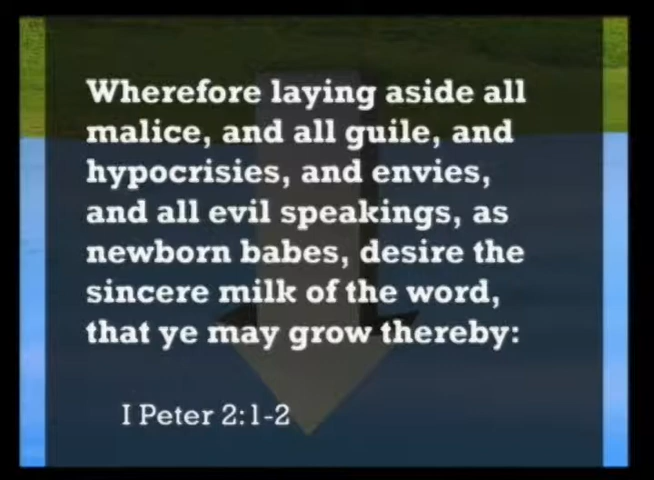 Wherefore laying aside all
malice, and all guile, and
hypocrisies, and envies,
and all evil speakings, as
newborn babes, desire the
sincere milk of the word,
that ye may grow thereby:
I Peter 2:1-2